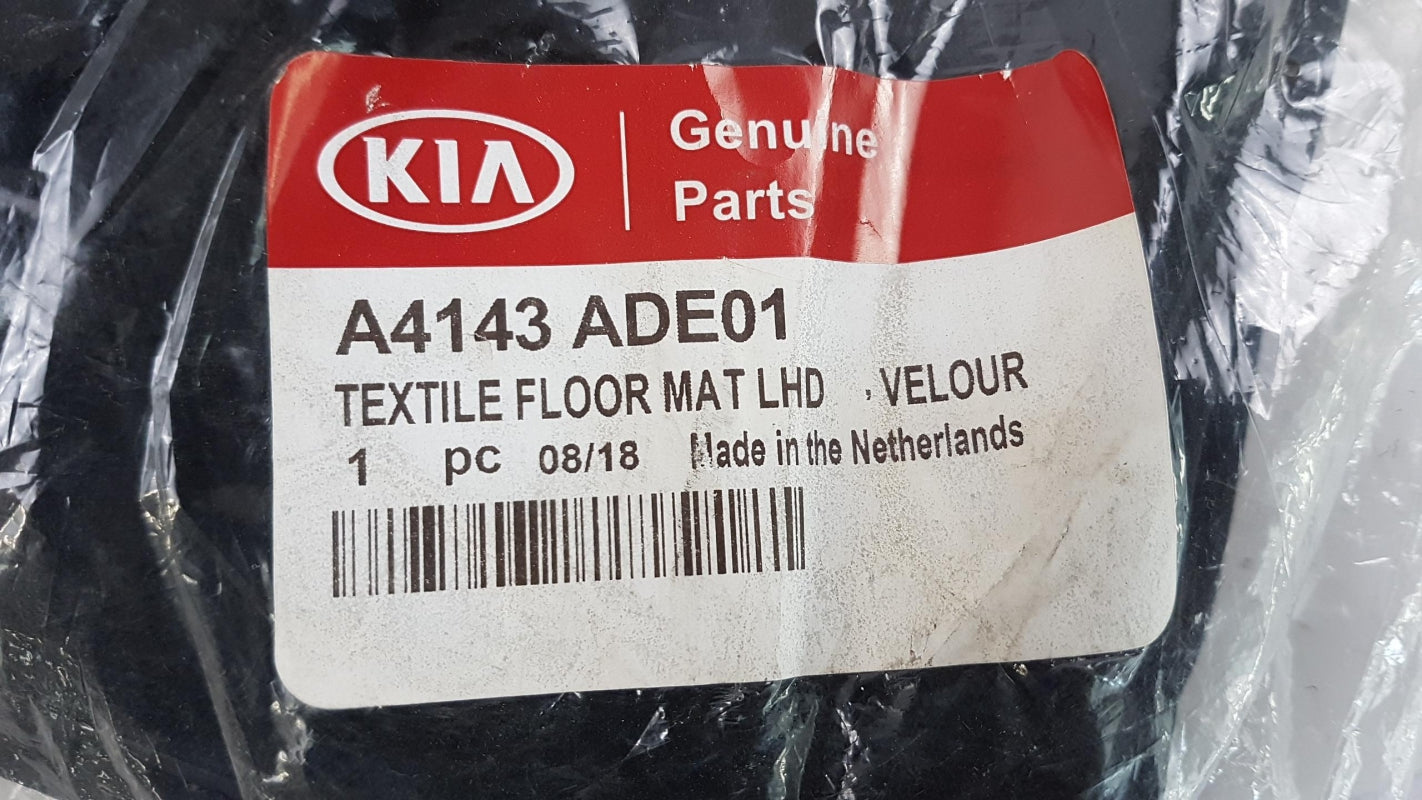 KIA
Genuine
Parts
A4143 ADE01
TEXTILE FLOOR MAT LHD , VELOUR
1 pc 08/18 Made in the Netherlands